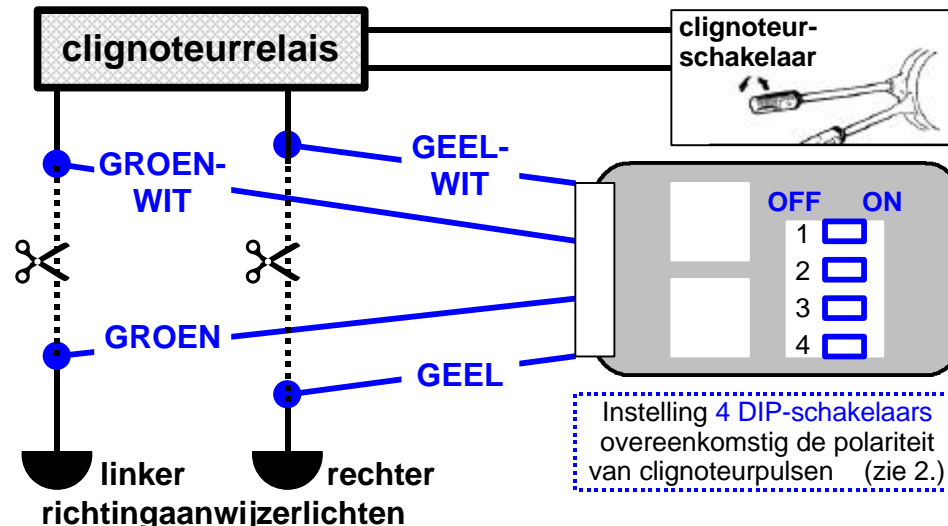 clignoteurrelais
clignoteur-
schakelaar
GROEN-
WIT
GEEL-
WIT
OFF ON
1
2
3
4
GROEN
GEEL
Instelling 4 DIP-schakelaars
overeenkomstig de polariteit
van clignoteurpulsen (zie 2.)
linker rechter
richtingaanwijzerlichten